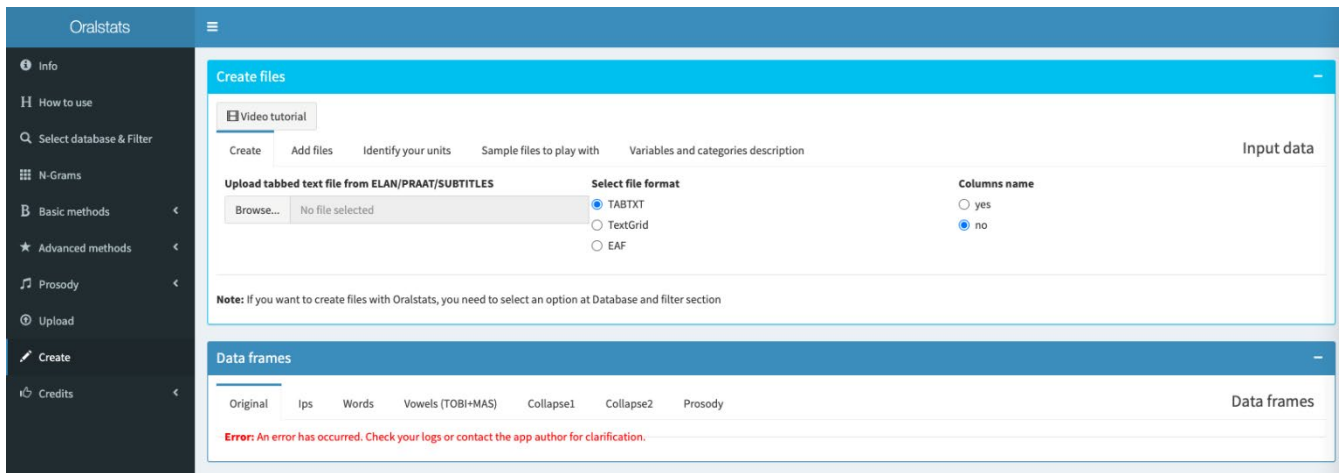 Oralstats
Info
How to use
Select database & Filter
N-Grams
Basic methods
Advanced methods
Prosody
Upload
Create
Credits
Create files
Video tutorial
Create Add files Identify your units Sample files to play with Variables and categories description Input data
Upload tabbed text file from ELAN/PRAAT/SUBTITLES Select file format Columns name
Browse... No file selected TABTXT yes
TextGrid no
EAF
Note: If you want to create files with Oralstats, you need to select an option at Database and filter section
Data frames
Original Ips Words Vowels (TOBI+MAS) Collapse1 Collapse2 Prosody Data frames
Error: An error has occurred. Check your logs or contact the app author for clarification.